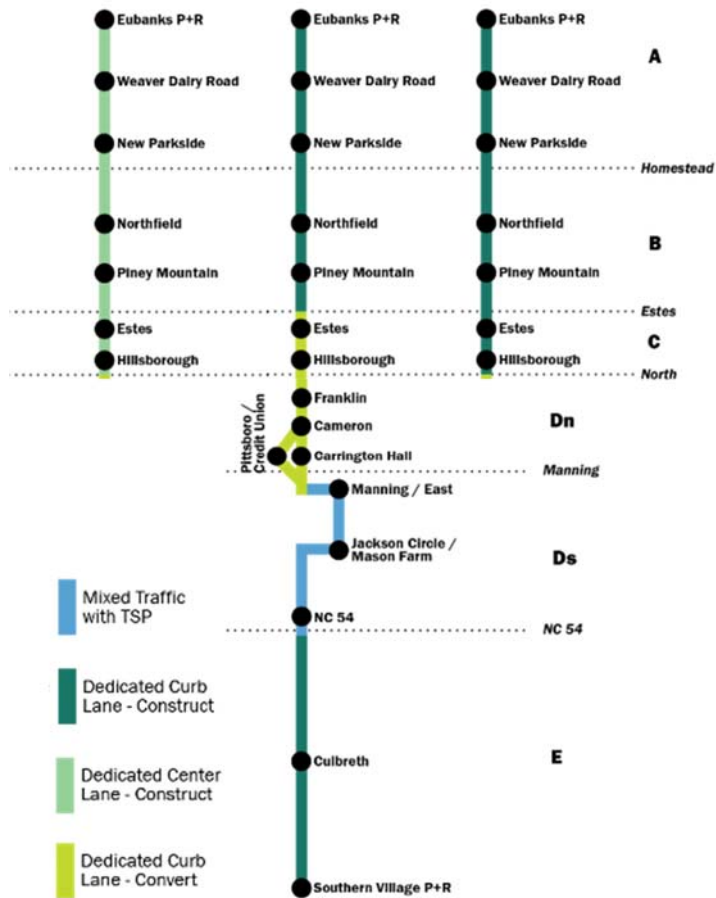 Eubanks P+R
Eubanks P+R
Eubanks P+R
A
Weaver Dairy Road
Weaver Dairy Road
Weaver Dairy Road
New Parkside
New Parkside
New Parkside
Homestead
Northfield
Northfield
Northfield
B
Piney Mountain
Piney Mountain
Piney Mountain
Estes
Estes
Estes
Estes
C
Hillsborough
Hillsborough
Hillsborough
North
Franklin
Pittsboro /
Credit Union
Cameron
Dn
Carrington Hall
Manning
Manning / East
Jackson Circle /
Mason Farm
Ds
Mixed Traffic
with TSP
NC 54
NC 54
Dedicated Curb
Lane - Construct
Culbreth
E
Dedicated Center
Lane - Construct
Dedicated Curb
Lane - Convert
Southern Village P+R